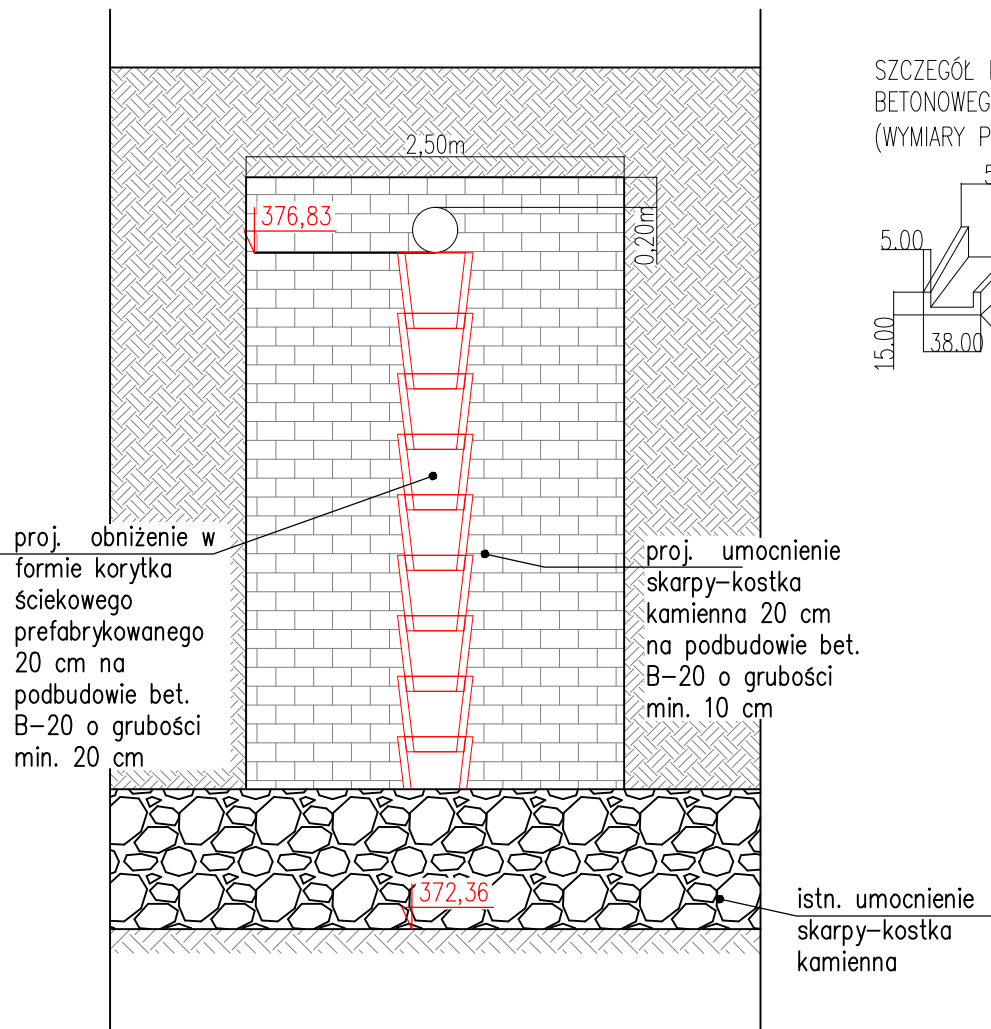 SZCZEGÓŁ
BETONOWEG
(WYMIARY P
2,50m
376,83
0,20m
5.00
15.00
38.00
proj. obniżenie w
formie korytka
ściekowego
prefabrykowanego
20 cm na
podbudowie bet.
B-20 o grubości
min. 20 cm
proj. umocnienie
skarpy-kostka
kamienna 20 cm
na podbudowie bet.
B-20 o grubości
min. 10 cm
372,36
istn. umocnienie
skarpy-kostka
kamienna